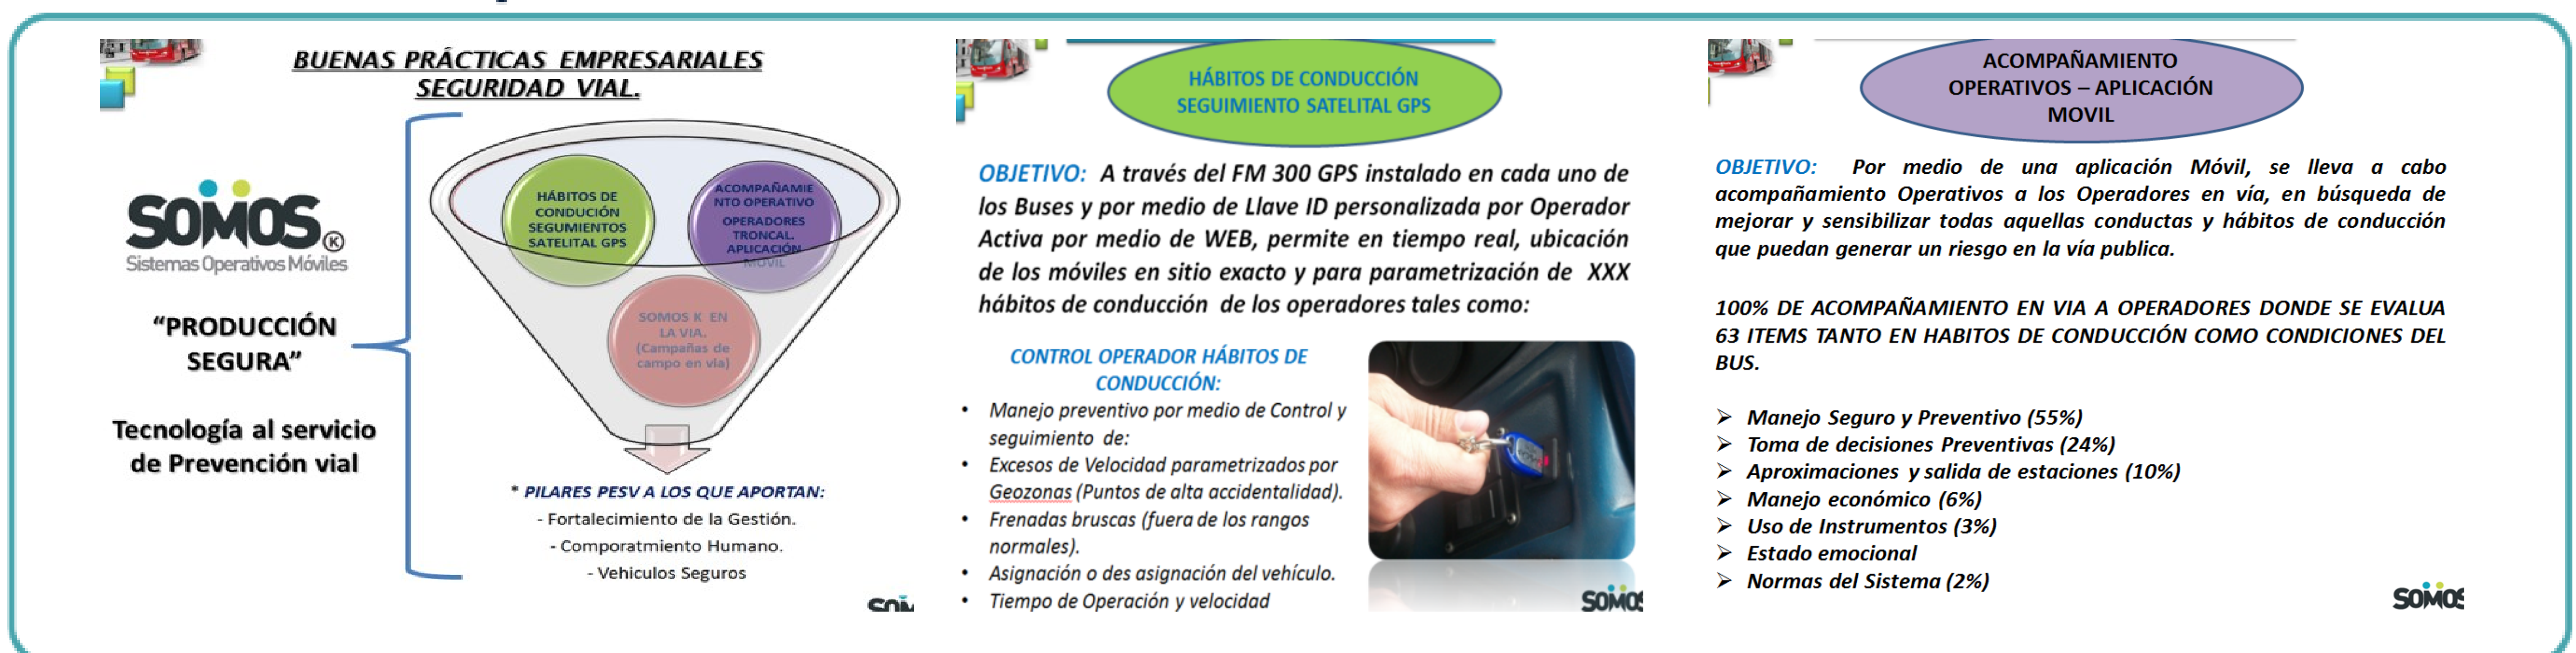 BUENAS PRÁCTICAS EMPRESARIALES
SEGURIDAD VIAL.
SOMOS K
Sistemas Operativos Móviles
“PRODUCCIÓN
SEGURA”
Tecnología al servicio
de Prevención vial
HÁBITOS DE
CONDUCIÓN
SEGUMIENTOS
SATELITAL GPS
ACOMPAÑAMIE
NTO OPERATIVO
OPERADORES
TRONCAL.
APLICACIÓN
MOVIL
SOMOS K EN
LA VIA.
(Campañas de
campo en via)
* PILARES PESV A LOS QUE APORTAN:
- Fortalecimiento de la Gestión.
- Comporatmiento Humano.
- Vehiculos Seguros
HÁBITOS DE CONDUCCIÓN
SEGUIMIENTO SATELITAL GPS
OBJETIVO: A través del FM 300 GPS instalado en cada uno de
los Buses y por medio de Llave ID personalizada por Operador
Activa por medio de WEB, permite en tiempo real, ubicación
de los móviles en sitio exacto y para parametrización de XXX
hábitos de conducción de los operadores tales como:
CONTROL OPERADOR HÁBITOS DE
CONDUCCIÓN:
• Manejo preventivo por medio de Control y
seguimiento de:
• Excesos de Velocidad parametrizados por
Geozonas (Puntos de alta accidentalidad).
• Frenadas bruscas (fuera de los rangos
normales).
• Asignación o des asignación del vehículo.
• Tiempo de Operación y velocidad
SOMOS
ACOMPAÑAMIENTO
OPERATIVOS – APLICACIÓN
MOVIL
OBJETIVO: Por medio de una aplicación Móvil, se lleva a cabo
acompañamiento Operativos a los Operadores en vía, en búsqueda de
mejorar y sensibilizar todas aquellas conductas y hábitos de conducción
que puedan generar un riesgo en la vía publica.
100% DE ACOMPAÑAMIENTO EN VIA A OPERADORES DONDE SE EVALUA
63 ITEMS TANTO EN HABITOS DE CONDUCCIÓN COMO CONDICIONES DEL
BUS.
➢ Manejo Seguro y Preventivo (55%)
➢ Toma de decisiones Preventivas (24%)
➢ Aproximaciones y salida de estaciones (10%)
➢ Manejo económico (6%)
➢ Uso de Instrumentos (3%)
➢ Estado emocional
➢ Normas del Sistema (2%)
SOMOS